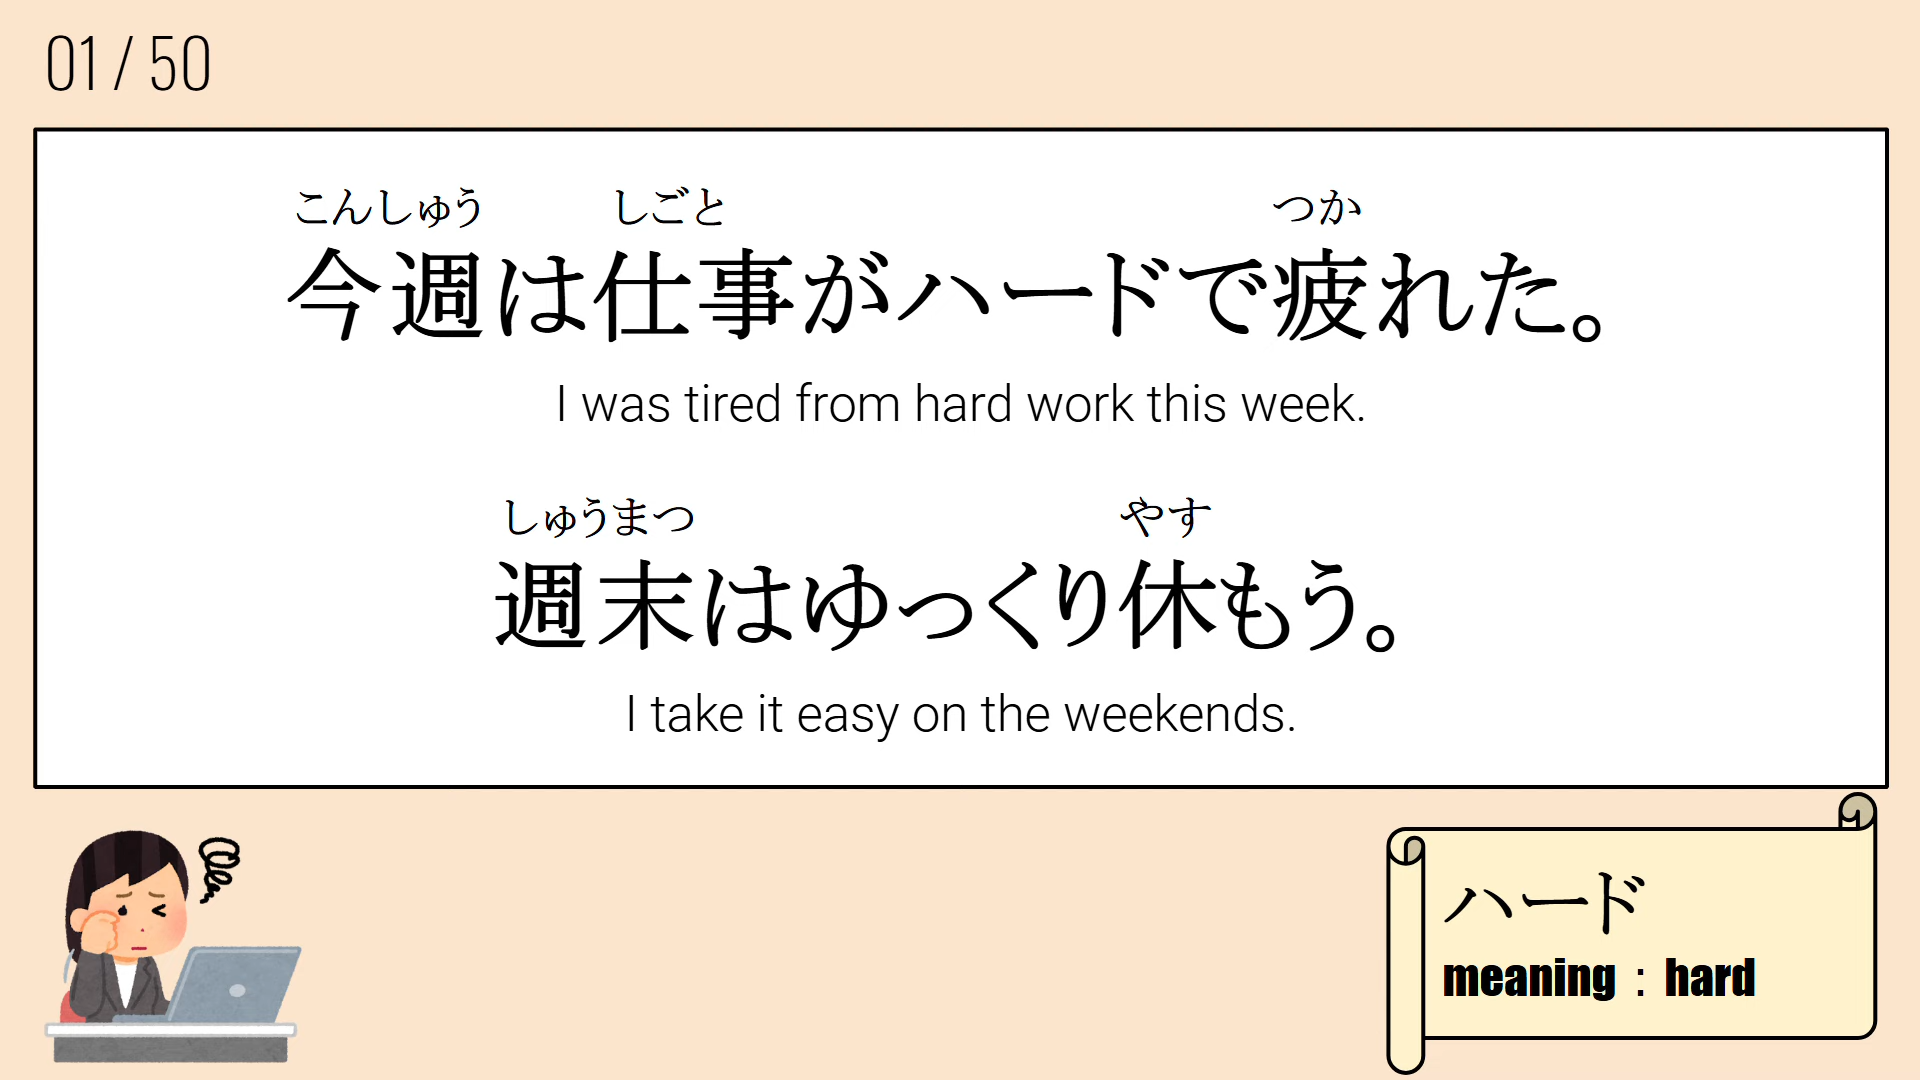 01 / 50
こんしゅう しごと つか
今週は仕事がハードで疲れた。
I was tired from hard work this week.
しゅうまつ やす
週末はゆっくり休もう。
I take it easy on the weekends.
ハード
meaning : hard